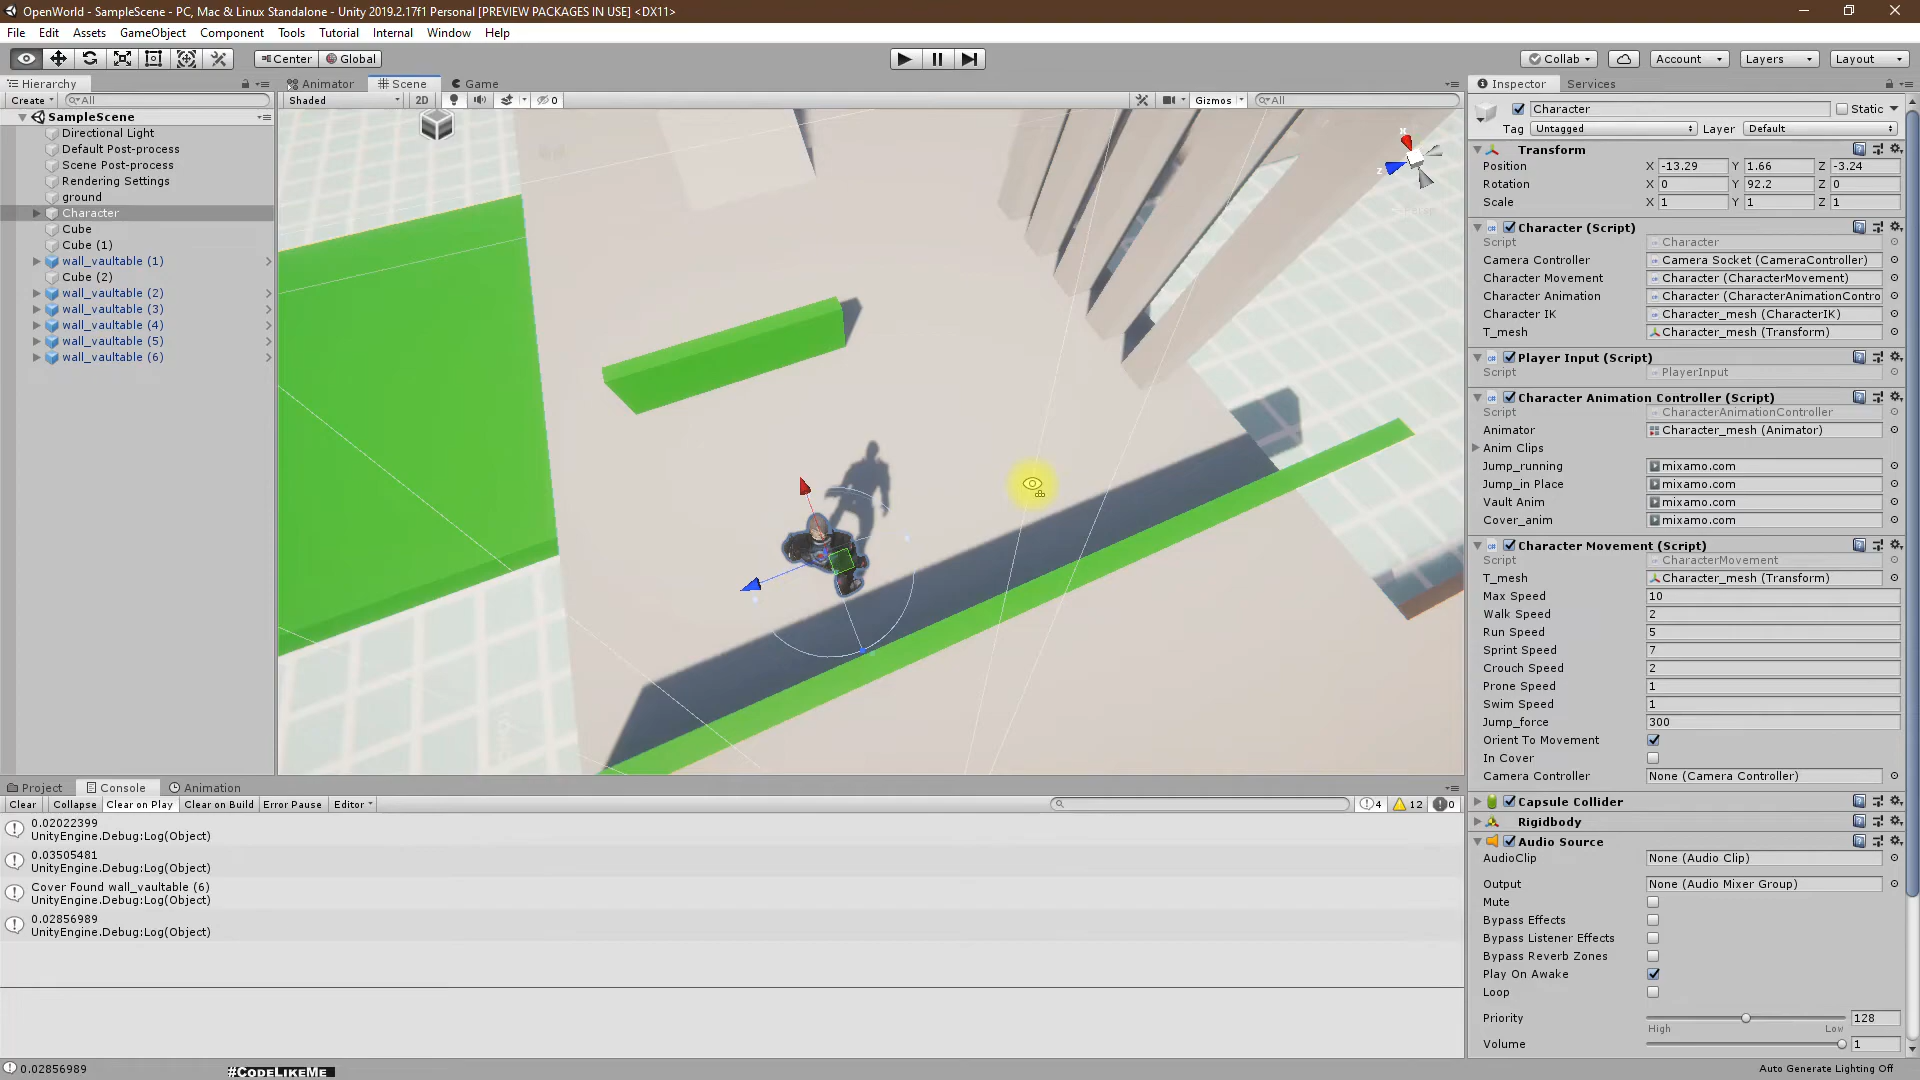 OpenWorld - SampleScene - PC, Mac & Linux Standalone - Unity 2019.2.17f1 Personal [PREVIEW PACKAGES IN USE] <DX11>
File Edit Assets GameObject Component Tools Tutorial Internal Window Help
Center Global Collab Account Layers Layout
Hierarchy Animator Scene Game Inspector Services
Create All Shaded 2D 0 Gizmos All
SampleScene
Directional Light
Default Post-process
Scene Post-process
Rendering Settings
ground
Character
Cube
Cube (1)
wall_vaultable (1)
Cube (2)
wall_vaultable (2)
wall_vaultable (3)
wall_vaultable (4)
wall_vaultable (5)
wall_vaultable (6)
x
z
Character Static
Tag Untagged Layer Default
Transform
Position X -13.29 Y 1.66 Z -3.24
Rotation X 0 Y 92.2 Z 0
Scale X 1 Y 1 Z 1
Character (Script)
Script Character
Camera Controller Camera Socket (CameraController)
Character Movement Character (CharacterMovement)
Character Animation Character (CharacterAnimationContro
Character IK Character_mesh (CharacterIK)
T_mesh Character_mesh (Transform)
Player Input (Script)
Script PlayerInput
Character Animation Controller (Script)
Script CharacterAnimationController
Animator Character_mesh (Animator)
Anim Clips
Jump_running mixamo.com
Jump_in Place mixamo.com
Vault Anim mixamo.com
Cover_anim mixamo.com
Character Movement (Script)
Script CharacterMovement
T_mesh Character_mesh (Transform)
Max Speed 10
Walk Speed 2
Run Speed 5
Sprint Speed 7
Crouch Speed 2
Prone Speed 1
Swim Speed 1
Jump_force 300
Orient To Movement
In Cover
Camera Controller None (Camera Controller)
Capsule Collider
Rigidbody
Audio Source
AudioClip None (Audio Clip)
Output None (Audio Mixer Group)
Mute
Bypass Effects
Bypass Listener Effects
Bypass Reverb Zones
Play On Awake
Loop
Priority 128
High Low
Volume 1
Project Console Animation
Clear Collapse Clear on Play Clear on Build Error Pause Editor 4 12 0
0.02022399
UnityEngine.Debug:Log(Object)
0.03505481
UnityEngine.Debug:Log(Object)
Cover Found wall_vaultable (6)
UnityEngine.Debug:Log(Object)
0.02856989
UnityEngine.Debug:Log(Object)
0.02856989 #CodeLikeMe Auto Generate Lighting Off